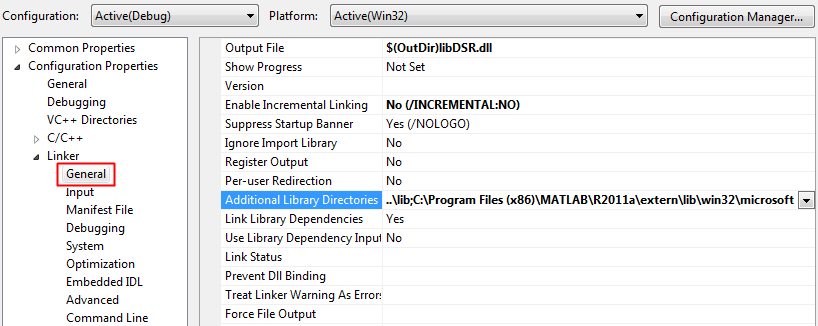 Configuration: Active(Debug) Platform: Active(Win32) Configuration Manager...
Common Properties
Configuration Properties
General
Debugging
VC++ Directories
C/C++
Linker
General
Input
Manifest File
Debugging
System
Optimization
Embedded IDL
Advanced
Command Line
Output File $(OutDir)libDSR.dll
Show Progress Not Set
Version
Enable Incremental Linking No (/INCREMENTAL:NO)
Suppress Startup Banner Yes (/NOLOGO)
Ignore Import Library No
Register Output No
Per-user Redirection No
Additional Library Directories ..\lib;C:\Program Files (x86)\MATLAB\R2011a\extern\lib\win32\microsoft
Link Library Dependencies Yes
Use Library Dependency Input No
Link Status
Prevent Dll Binding
Treat Linker Warning As Errors
Force File Output